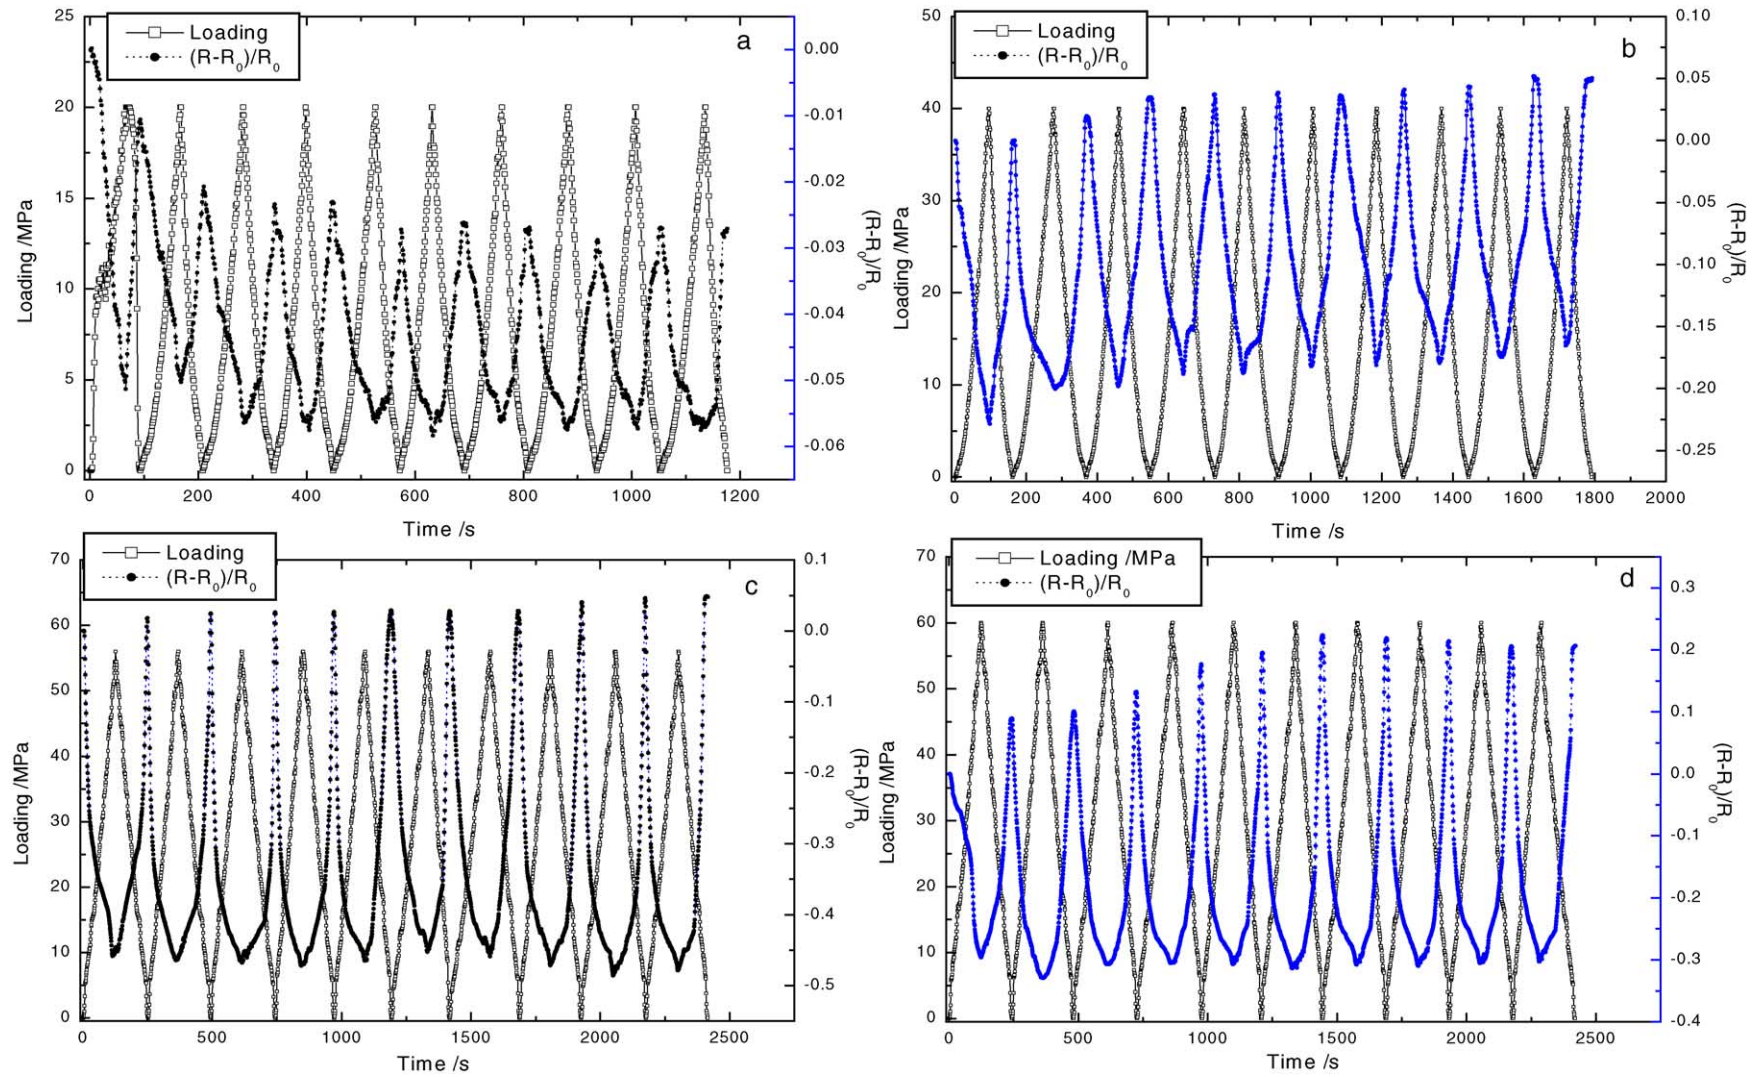 Loading
(R-R0)/R0
a
25
20
15
10
5
0
Loading /MPa
0.00
-0.01
-0.02
-0.03
-0.04
-0.05
-0.06
(R-R0)/R0
0 200 400 600 800 1000 1200
Time /s
Loading
(R-R0)/R0
b
50
40
30
20
10
0
Loading /MPa
0.10
0.05
0.00
-0.05
-0.10
-0.15
-0.20
-0.25
(R-R0)/R0
0 200 400 600 800 1000 1200 1400 1600 1800 2000
Time /s
Loading
(R-R0)/R0
c
70
60
50
40
30
20
10
0
Loading /MPa
0.1
0.0
-0.1
-0.2
-0.3
-0.4
-0.5
(R-R0)/R0
0 500 1000 1500 2000 2500
Time /s
Loading /MPa
(R-R0)/R0
d
70
60
50
40
30
20
10
0
Loading /MPa
0.3
0.2
0.1
0.0
-0.1
-0.2
-0.3
-0.4
(R-R0)/R0
0 500 1000 1500 2000 2500
Time /s